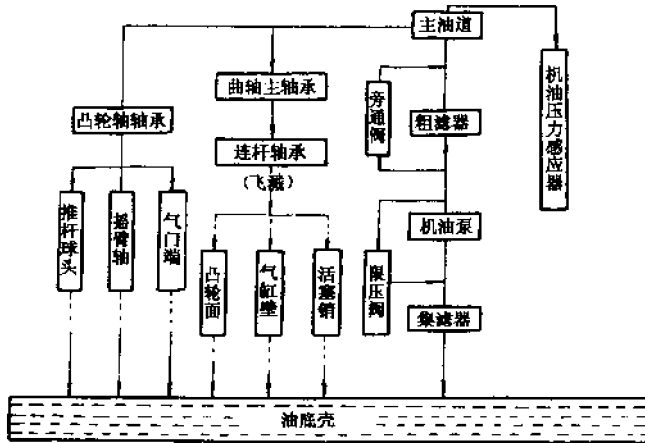 主油道
曲轴主轴承
凸轮轴轴承
旁通阀
粗滤器
机油压力感应器
连杆轴承
(飞溅)
推杆球头
摇臂轴
气门端
机油泵
凸轮面
气缸壁
活塞销
限压阀
集滤器
油底壳